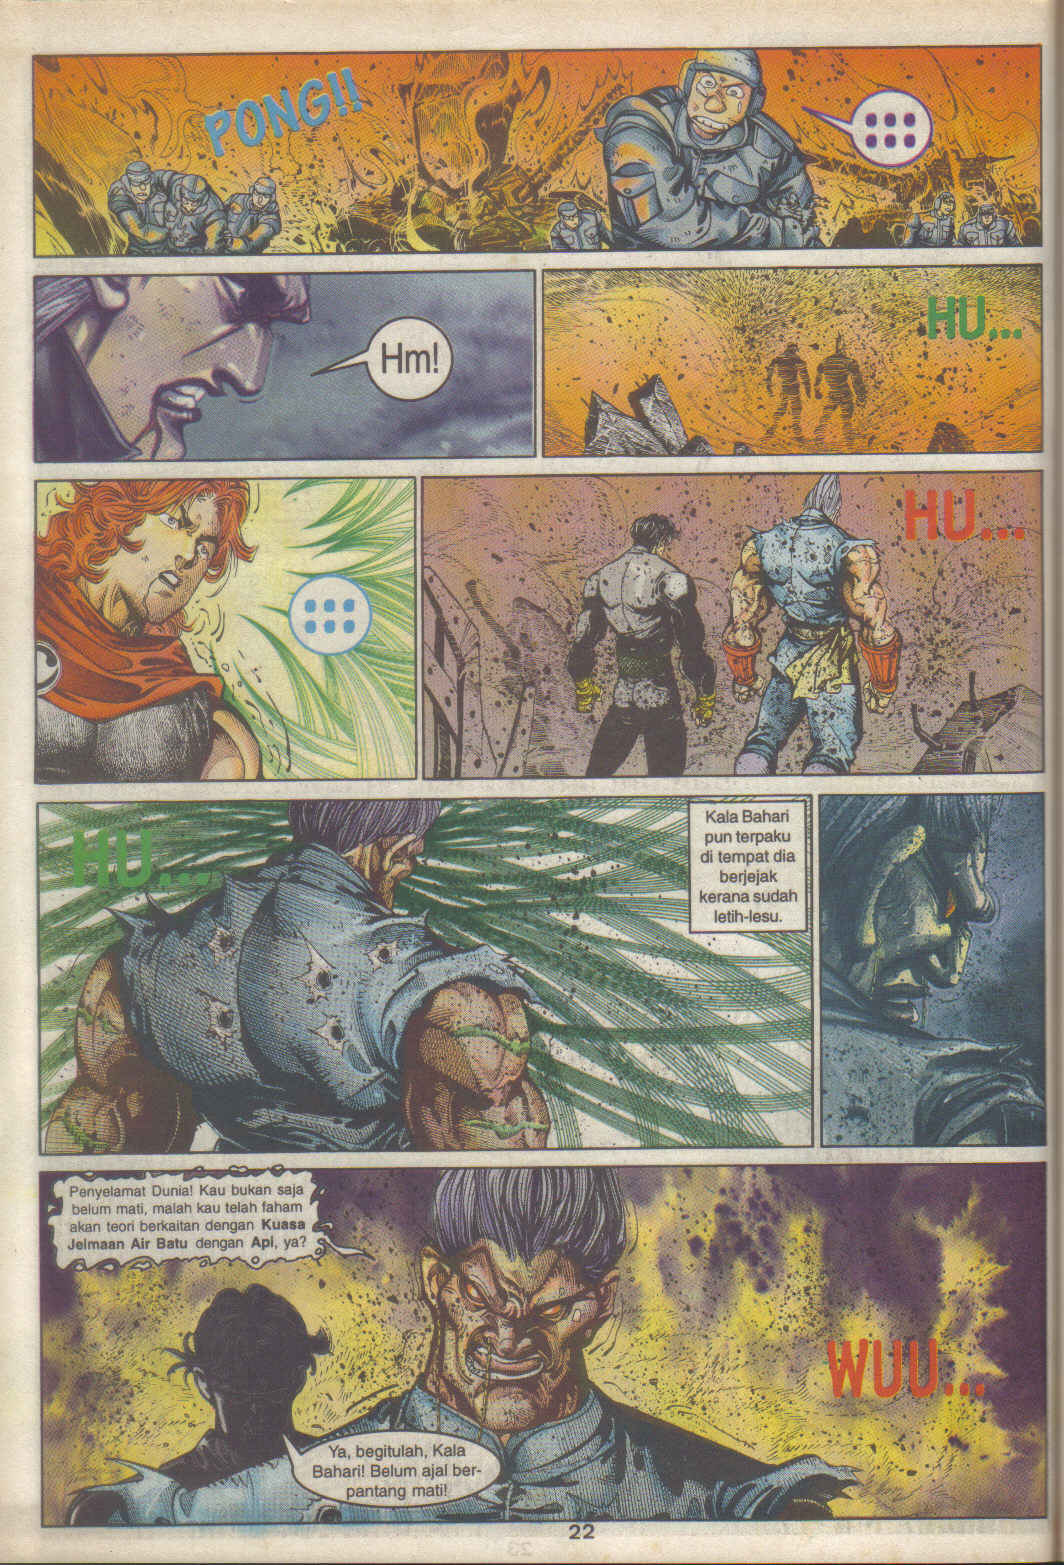 PONG!!
Hm!
HU...
HU...
HU...
Kala Bahari
pun terpaku
di tempat dia
berjejak
kerana sudah
letih-lesu.
Penyelamat Dunia! Kau bukan saja
belum mati, malah kau telah faham
akan teori berkaitan dengan Kuasa
Jelmaan Air Batu dengan Api, ya?
WUU...
Ya, begitulah, Kala
Bahari! Belum ajal ber-
pantang mati!
22
23